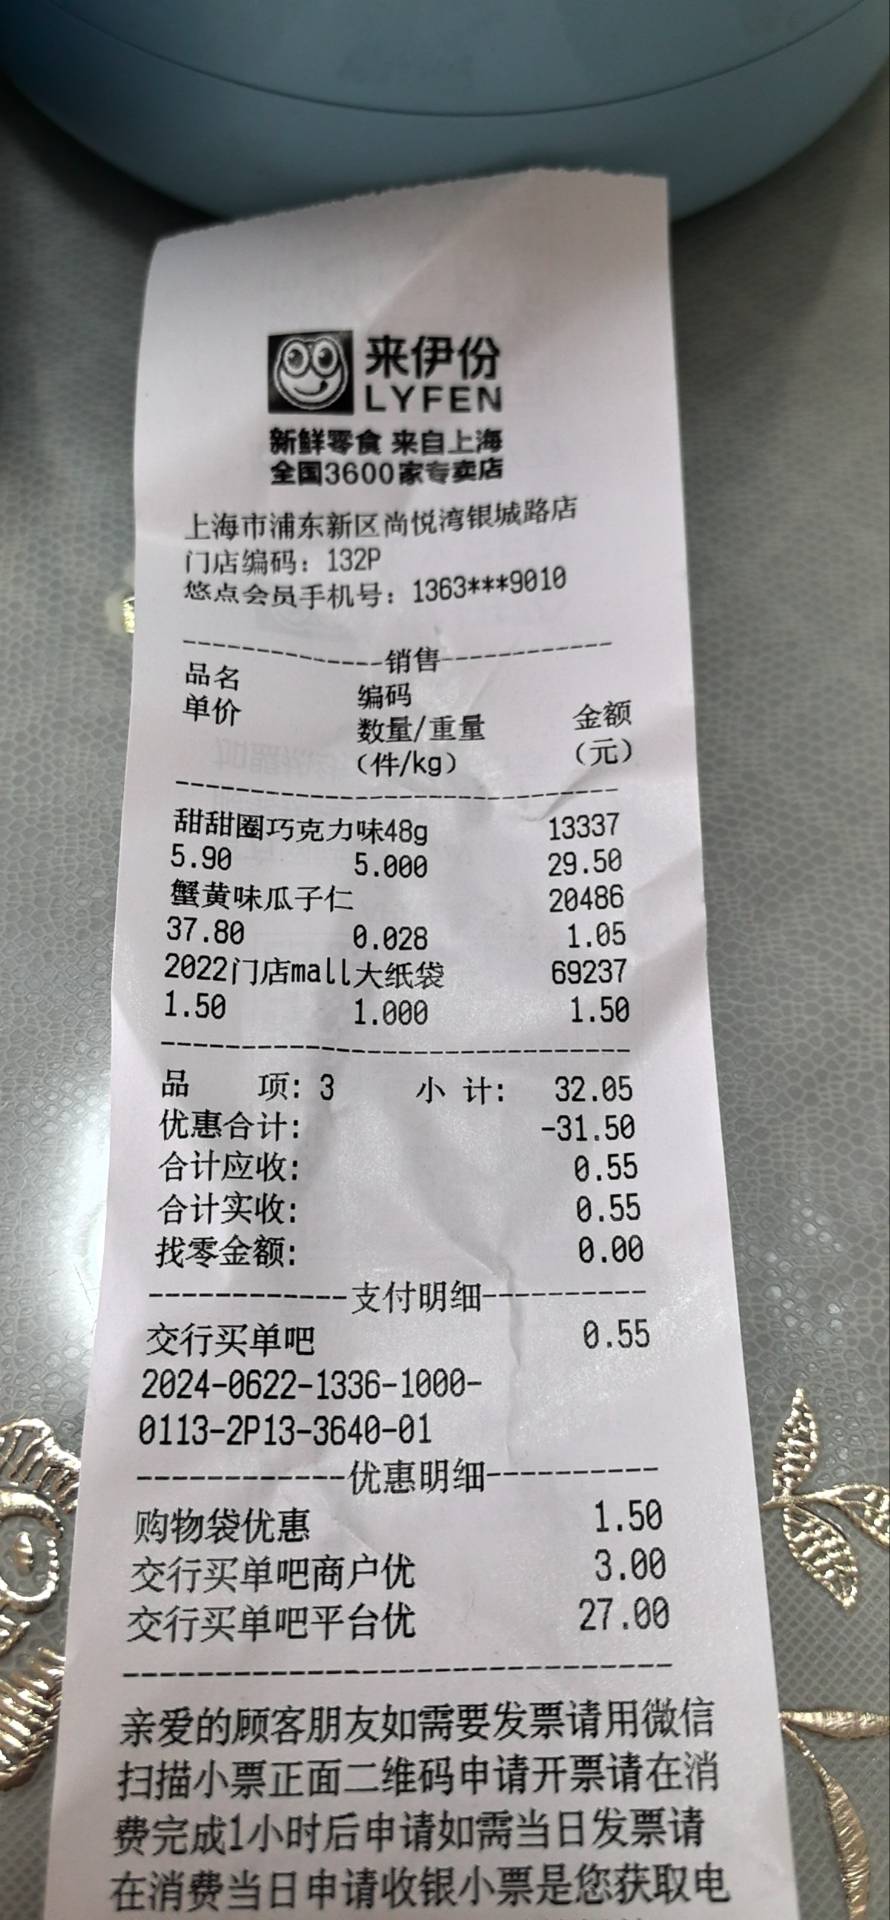 来伊份
LYFEN
新鲜零食 来自上海
全国3600家专卖店
上海市浦东新区尚悦湾银城路店
门店编码：132P
悠点会员手机号：1363***9010
------------销售------------
品名 编码
单价 数量/重量 金额
（件/kg） （元）
甜甜圈巧克力味48g 13337
5.90 5.000 29.50
蟹黄味瓜子仁 20486
37.80 0.028 1.05
2022门店mall大纸袋 69237
1.50 1.000 1.50
品 项: 3 小 计: 32.05
优惠合计: -31.50
合计应收: 0.55
合计实收: 0.55
找零金额: 0.00
------------支付明细----------
交行买单吧 0.55
2024-0622-1336-1000-
0113-2P13-3640-01
------------优惠明细----------
购物袋优惠 1.50
交行买单吧商户优 3.00
交行买单吧平台优 27.00
亲爱的顾客朋友如需要发票请用微信
扫描小票正面二维码申请开票请在消
费完成1小时后申请如需当日发票请
在消费当日申请收银小票是您获取电